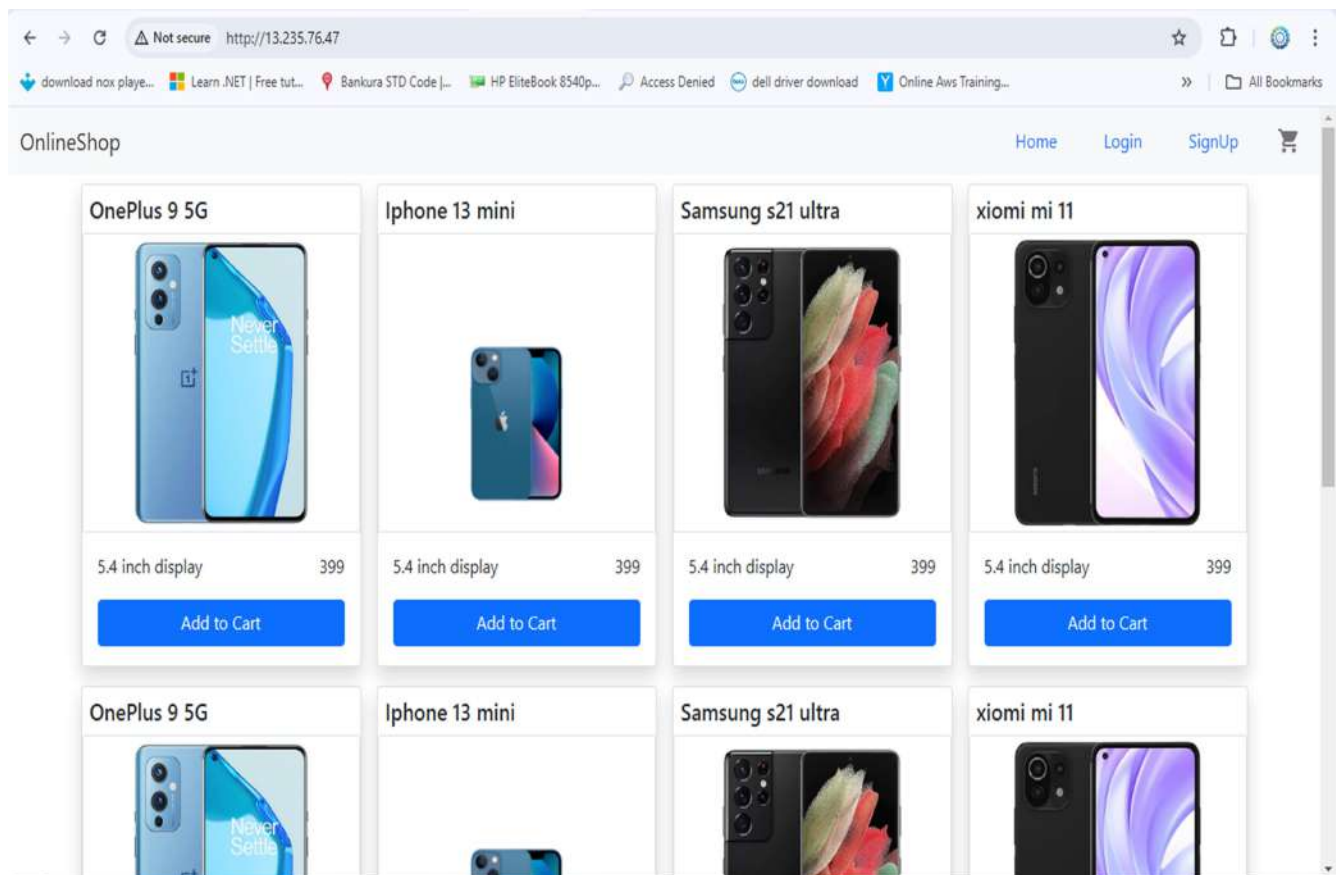 Not secure http://13.235.76.47
download nox playe... Learn .NET | Free tut... Bankura STD Code |... HP EliteBook 8540p... Access Denied dell driver download Online Aws Training... » All Bookmarks
OnlineShop Home Login SignUp
OnePlus 9 5G Iphone 13 mini Samsung s21 ultra xiomi mi 11
Never
Settle
5.4 inch display 399 5.4 inch display 399 5.4 inch display 399 5.4 inch display 399
Add to Cart Add to Cart Add to Cart Add to Cart
OnePlus 9 5G Iphone 13 mini Samsung s21 ultra xiomi mi 11
Never
Settle